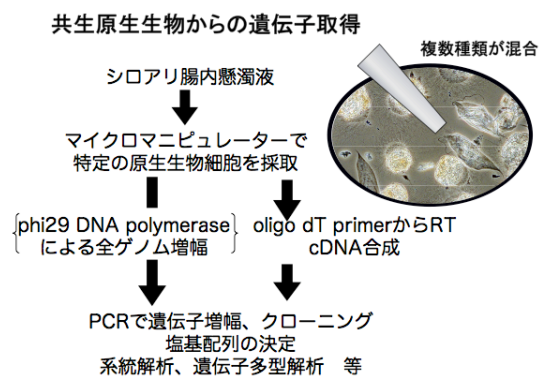 共生原生生物からの遺伝子取得
複数種類が混合
シロアリ腸内懸濁液
マイクロマニピュレーターで
特定の原生生物細胞を採取
phi29 DNA polymerase
による全ゲノム増幅
oligo dT primerからRT
cDNA合成
PCRで遺伝子増幅、クローニング
塩基配列の決定
系統解析、遺伝子多型解析　等